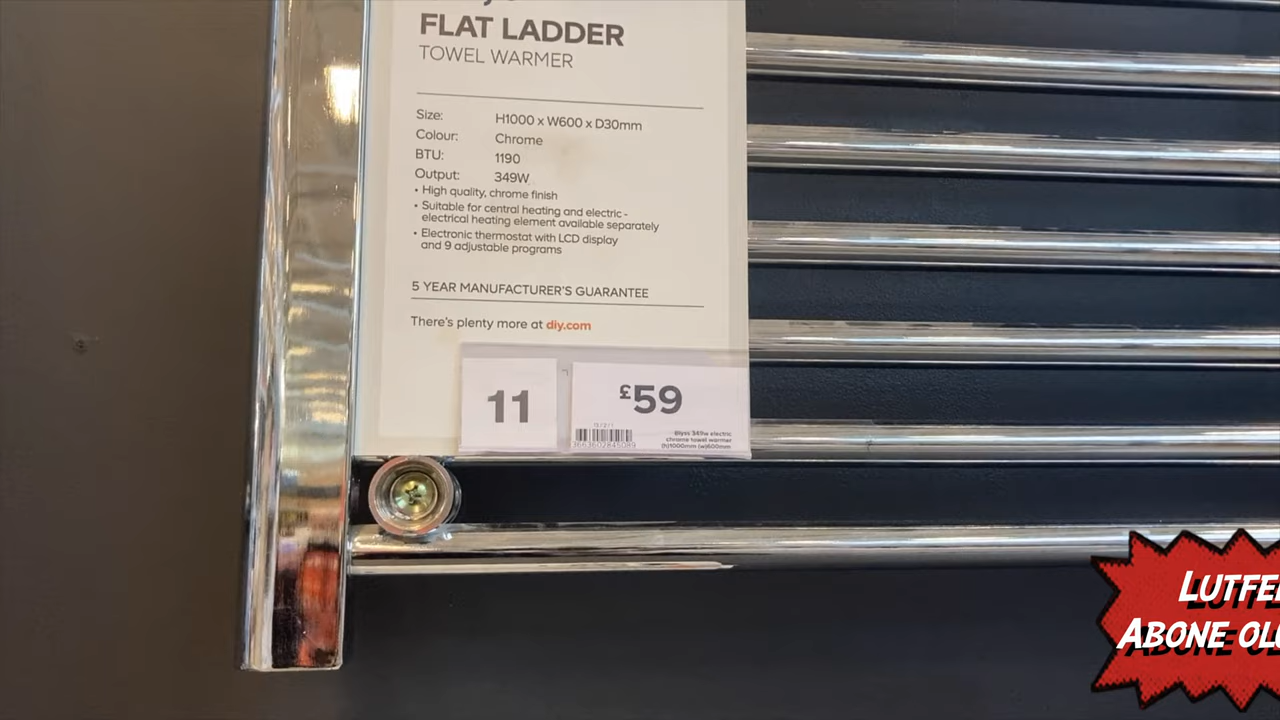 FLAT LADDER
TOWEL WARMER
Size: H1000 x W600 x D30mm
Colour: Chrome
BTU: 1190
Output: 349W
• High quality, chrome finish
• Suitable for central heating and electric -
electrical heating element available separately
• Electronic thermostat with LCD display
and 9 adjustable programs
5 YEAR MANUFACTURER'S GUARANTEE
There's plenty more at diy.com
11
£59
Blyss 349w electric
chrome towel warmer
(h)1000mm (w)600mm
3663602845089
LUTFE
ABONE OL